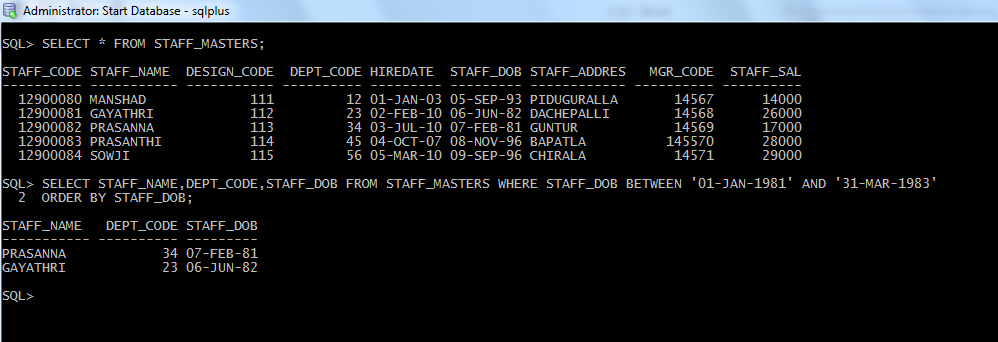 Administrator: Start Database - sqlplus
SQL> SELECT * FROM STAFF_MASTERS;
STAFF_CODE STAFF_NAME  DESIGN_CODE  DEPT_CODE HIREDATE  STAFF_DOB STAFF_ADDRES   MGR_CODE  STAFF_SAL
---------- ----------- ----------- ---------- --------- --------- ------------ ---------- ----------
  12900080 MANSHAD             111         12 01-JAN-03 05-SEP-93 PIDUGURALLA       14567      14000
  12900081 GAYATHRI            112         23 02-FEB-10 06-JUN-82 DACHEPALLI        14568      26000
  12900082 PRASANNA            113         34 03-JUL-10 07-FEB-81 GUNTUR            14569      17000
  12900083 PRASANTHI           114         45 04-OCT-07 08-NOV-96 BAPATLA          145570      28000
  12900084 SOWJI               115         56 05-MAR-10 09-SEP-96 CHIRALA           14571      29000
SQL> SELECT STAFF_NAME,DEPT_CODE,STAFF_DOB FROM STAFF_MASTERS WHERE STAFF_DOB BETWEEN '01-JAN-1981' AND '31-MAR-1983'
  2  ORDER BY STAFF_DOB;
STAFF_NAME   DEPT_CODE STAFF_DOB
----------- ---------- ---------
PRASANNA            34 07-FEB-81
GAYATHRI            23 06-JUN-82
SQL>